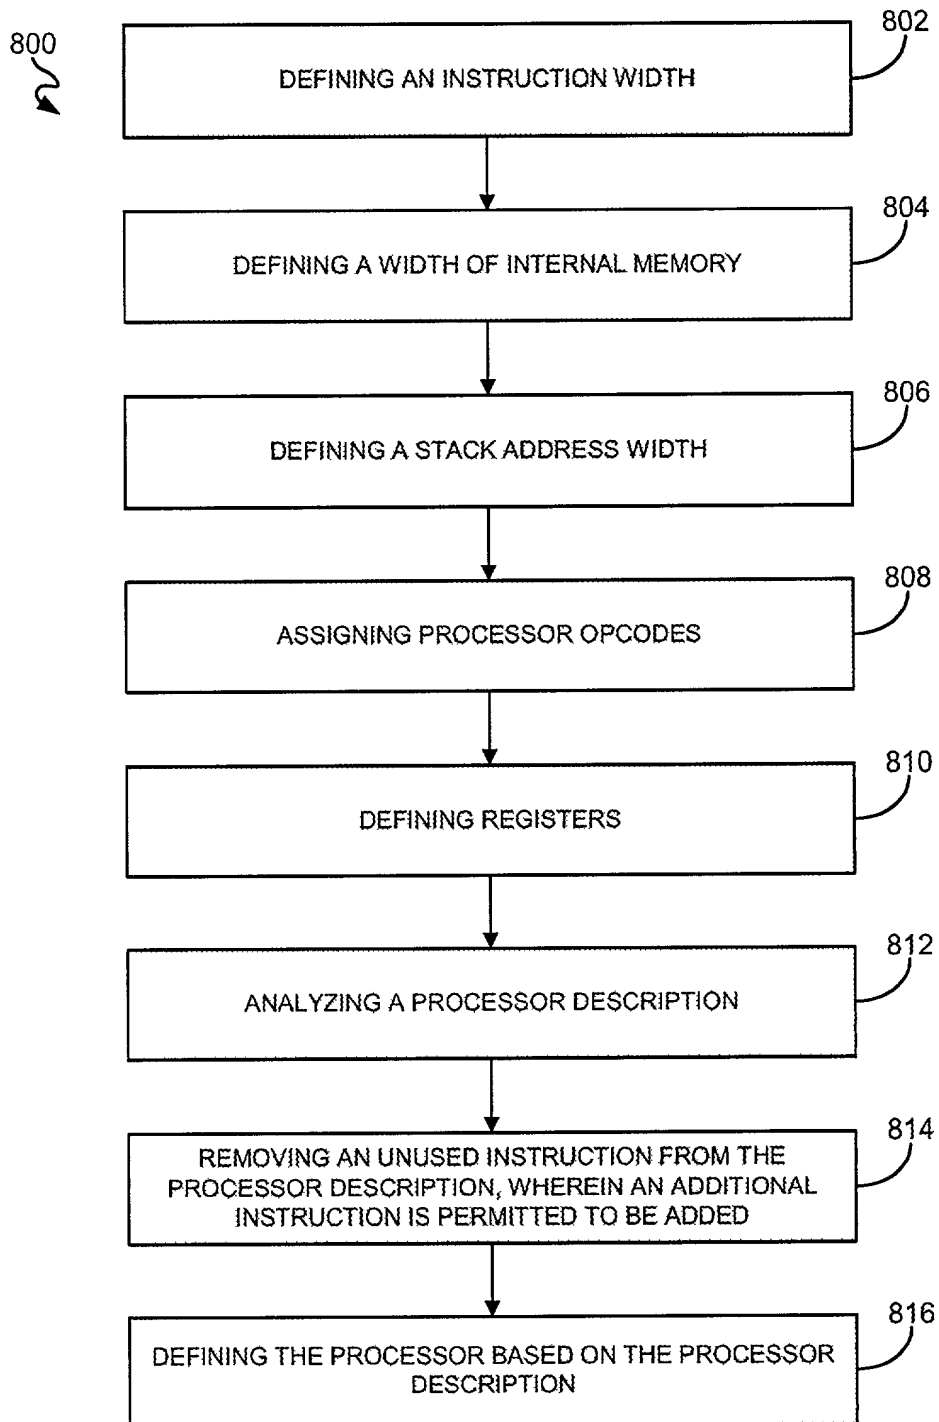 800
802
DEFINING AN INSTRUCTION WIDTH
804
DEFINING A WIDTH OF INTERNAL MEMORY
806
DEFINING A STACK ADDRESS WIDTH
808
ASSIGNING PROCESSOR OPCODES
810
DEFINING REGISTERS
812
ANALYZING A PROCESSOR DESCRIPTION
814
REMOVING AN UNUSED INSTRUCTION FROM THE
PROCESSOR DESCRIPTION, WHEREIN AN ADDITIONAL
INSTRUCTION IS PERMITTED TO BE ADDED
816
DEFINING THE PROCESSOR BASED ON THE PROCESSOR
DESCRIPTION